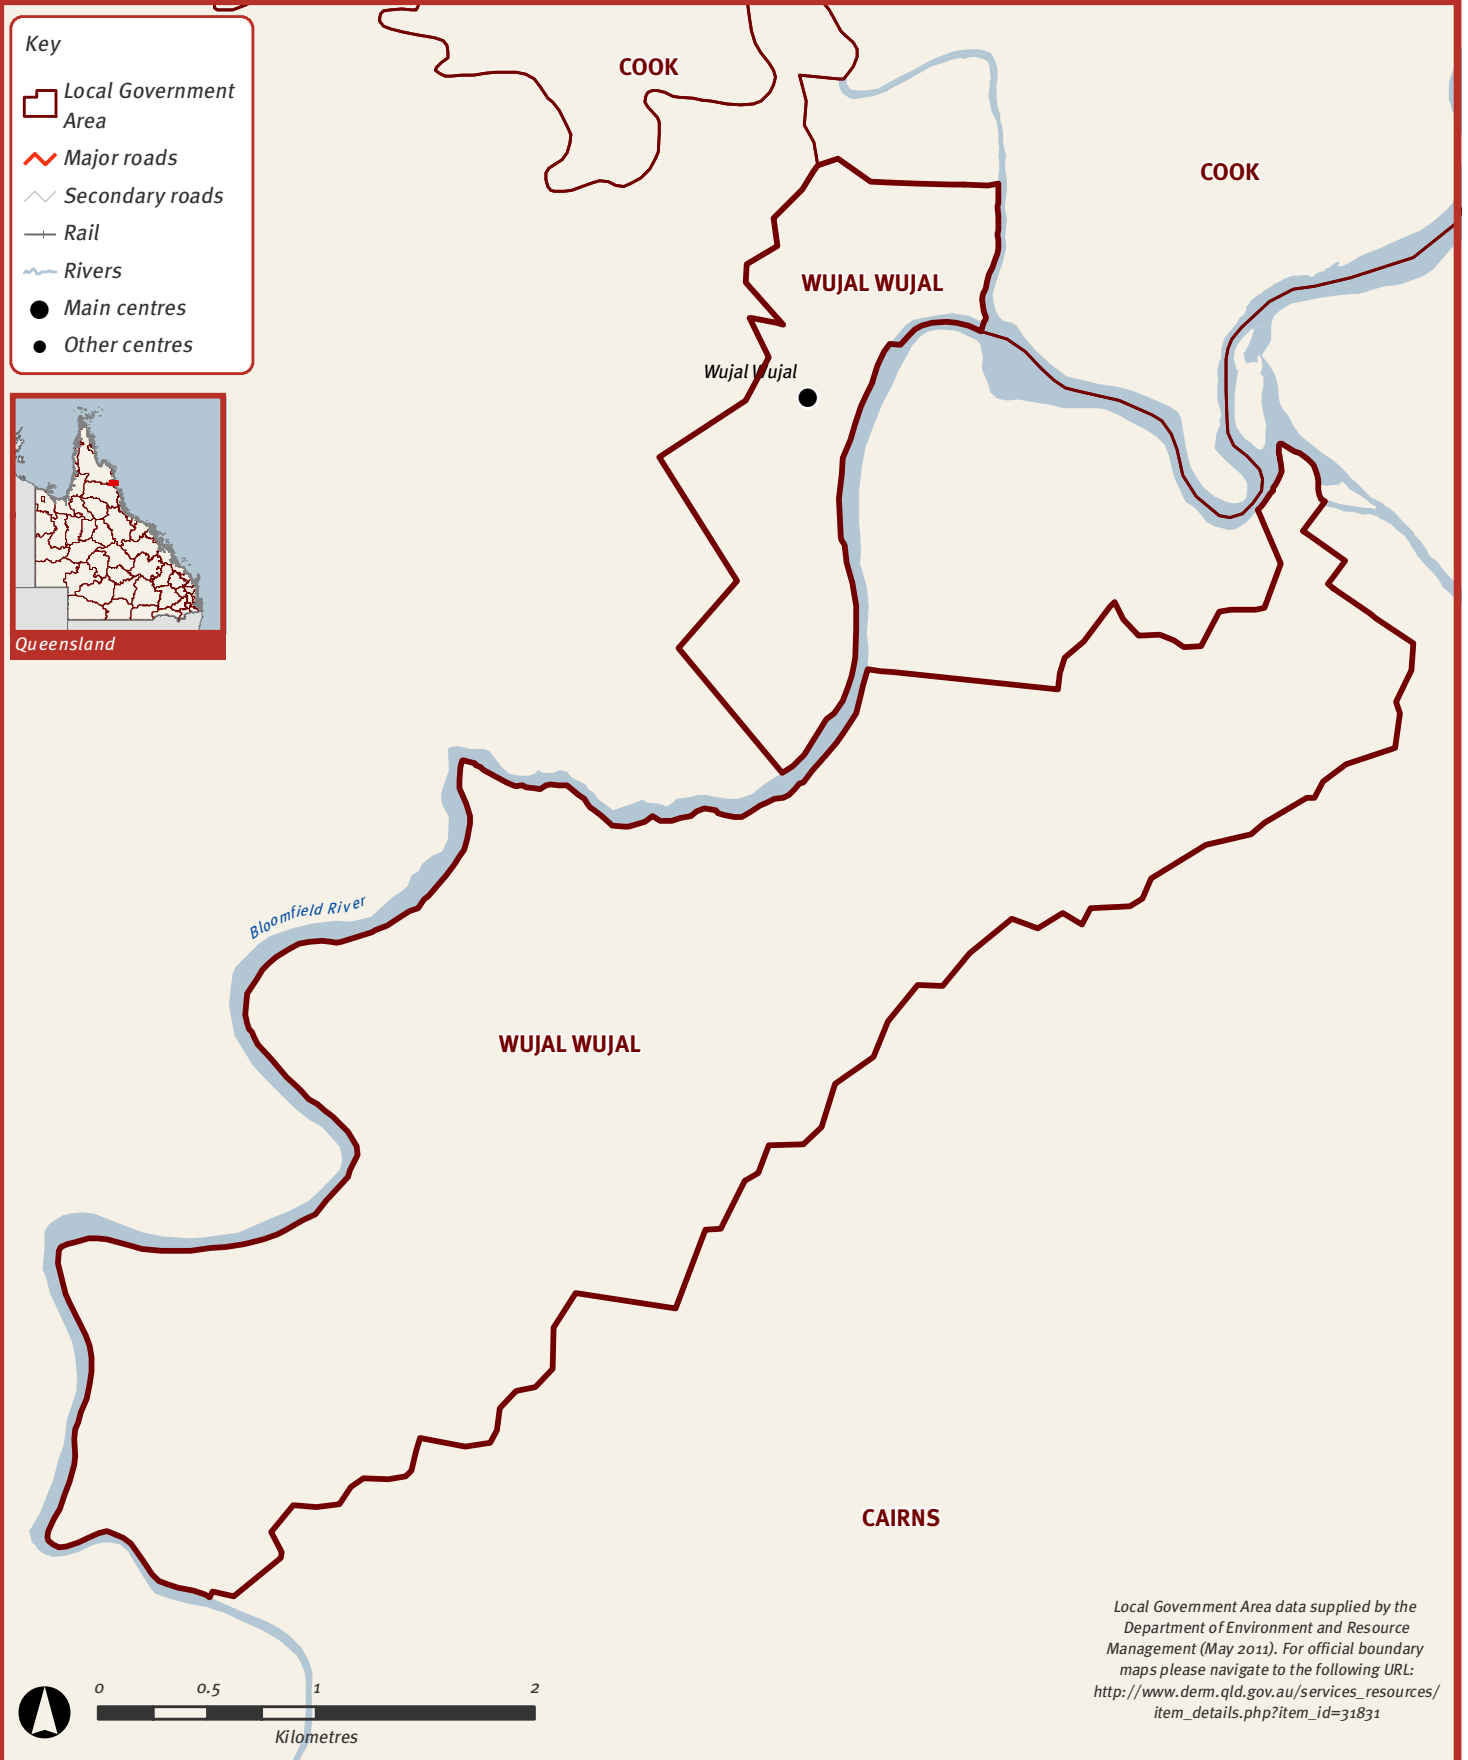 Key
Local Government
Area
Major roads
Secondary roads
Rail
Rivers
Main centres
Other centres
Queensland
COOK
COOK
WUJAL WUJAL
Wujal Wujal
Bloomfield River
WUJAL WUJAL
CAIRNS
Local Government Area data supplied by the
Department of Environment and Resource
Management (May 2011). For official boundary
maps please navigate to the following URL:
http://www.derm.qld.gov.au/services_resources/
item_details.php?item_id=31831
0 0.5 1 2
Kilometres